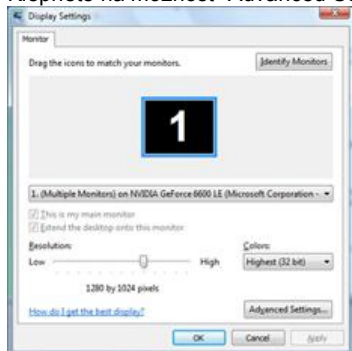 Display Settings
Monitor
Drag the icons to match your monitors.
Identify Monitors
1
1. (Multiple Monitors) on NVIDIA GeForce 6600 LE (Microsoft Corporation -
This is my main monitor
Extend the desktop onto this monitor
Resolution:
Colors:
Low
High
Highest (32 bit)
1280 by 1024 pixels
How do I get the best display?
Advanced Settings...
OK
Cancel
Apply